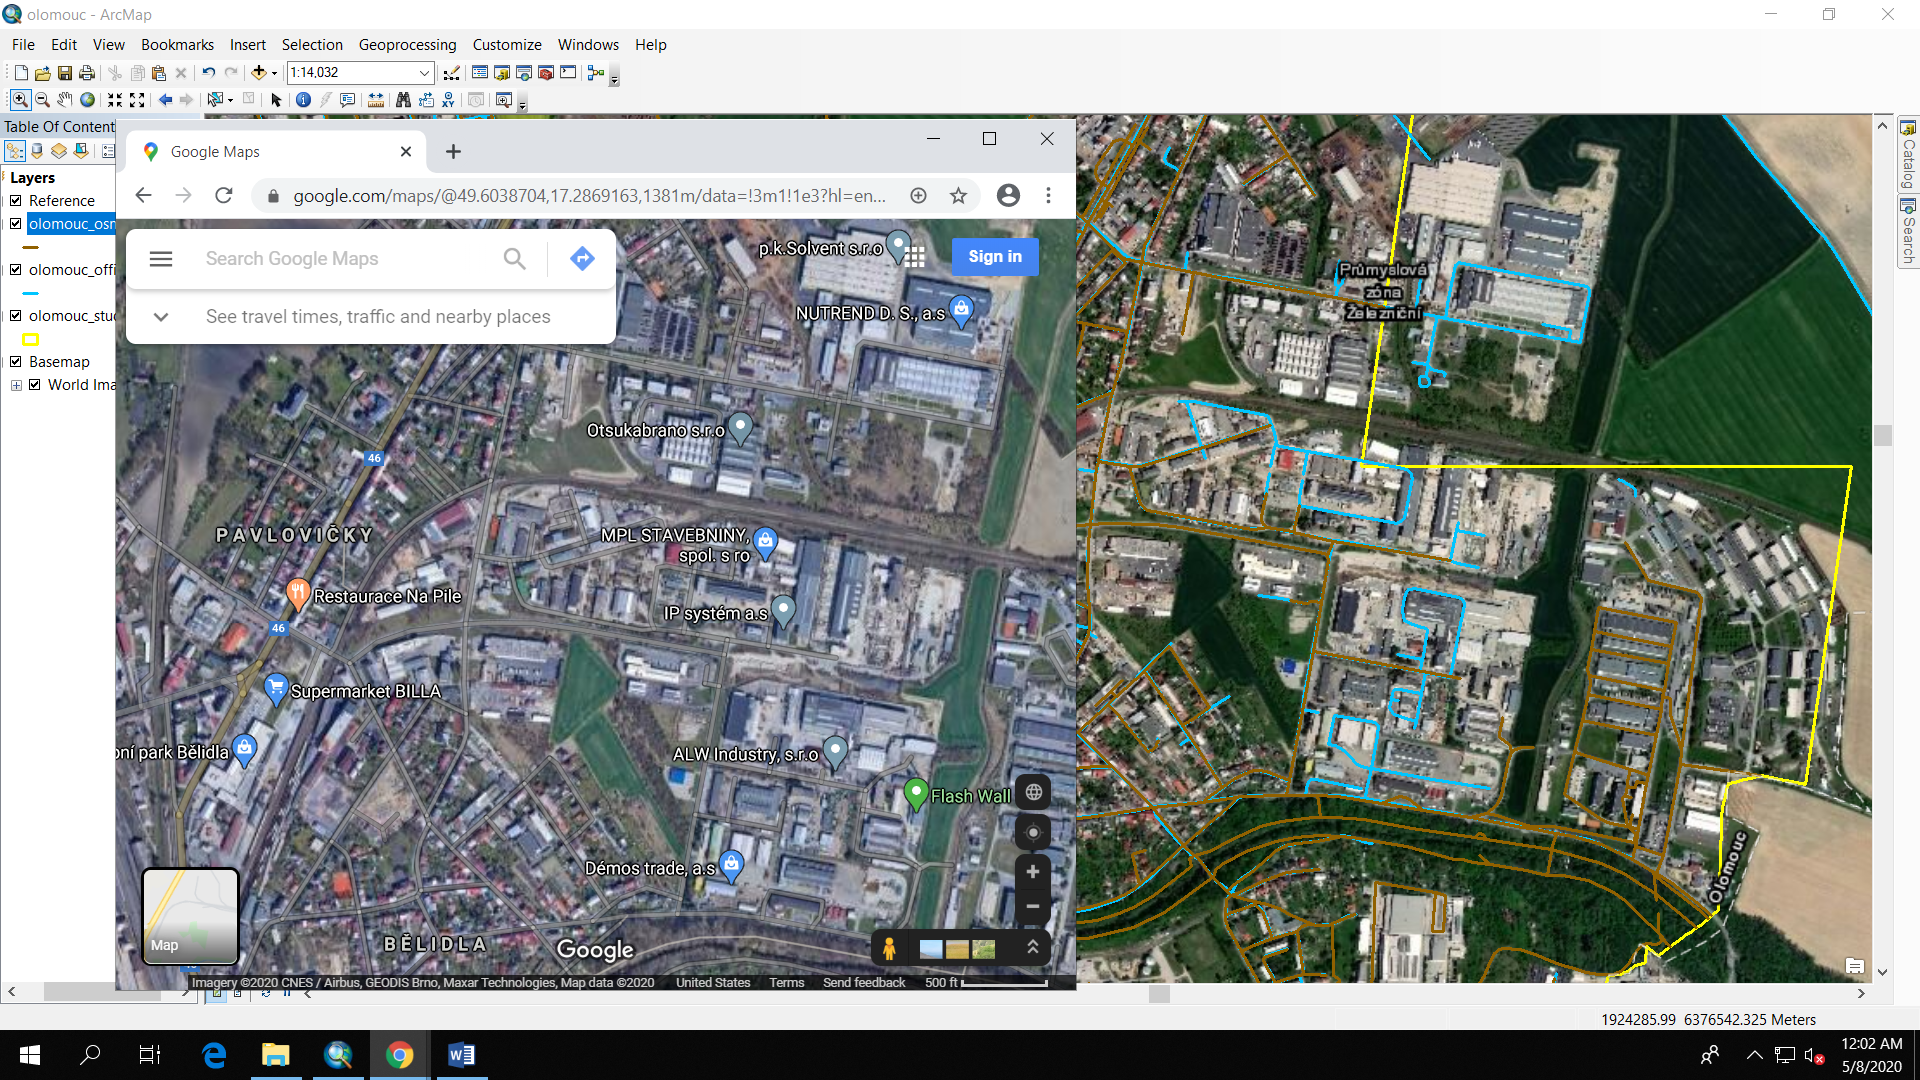 olomouc - ArcMap
File Edit View Bookmarks Insert Selection Geoprocessing Customize Windows Help
1:14,032
Table Of Content
Layers
Reference
olomouc_osn
olomouc_offi
olomouc_stu
Basemap
World Ima
Google Maps
google.com/maps/@49.6038704,17.2869163,1381m/data=!3m1!1e3?hl=en...
Search Google Maps
See travel times, traffic and nearby places
Sign in
p.k.Solvent s.r.o
NUTREND D. S., a.s
Otsukabrano s.r.o
46
PAVLOVIČKY
MPL STAVEBNINY,
spol. s ro
Restaurace Na Pile
IP systém a.s
46
Supermarket BILLA
pní park Bělidla
ALW Industry, s.r.o
Flash Wall
Démos trade, a.s
Map
BĚLIDLA
Google
Imagery ©2020 CNES / Airbus, GEODIS Brno, Maxar Technologies, Map data ©2020 United States Terms Send feedback 500 ft
Průmyslová
zóna
Železniční
Olomouc
Catalog
Search
1924285.99 6376542.325 Meters
12:02 AM
5/8/2020